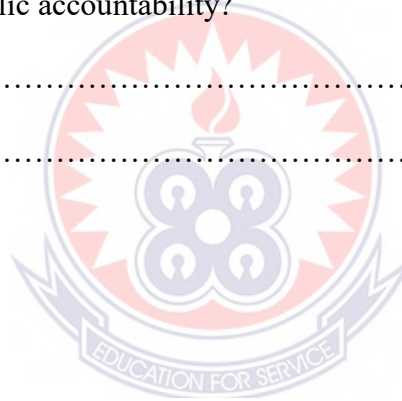 lic accountability?
……………………………………
……………………………………
EDUCATION FOR SERVICE